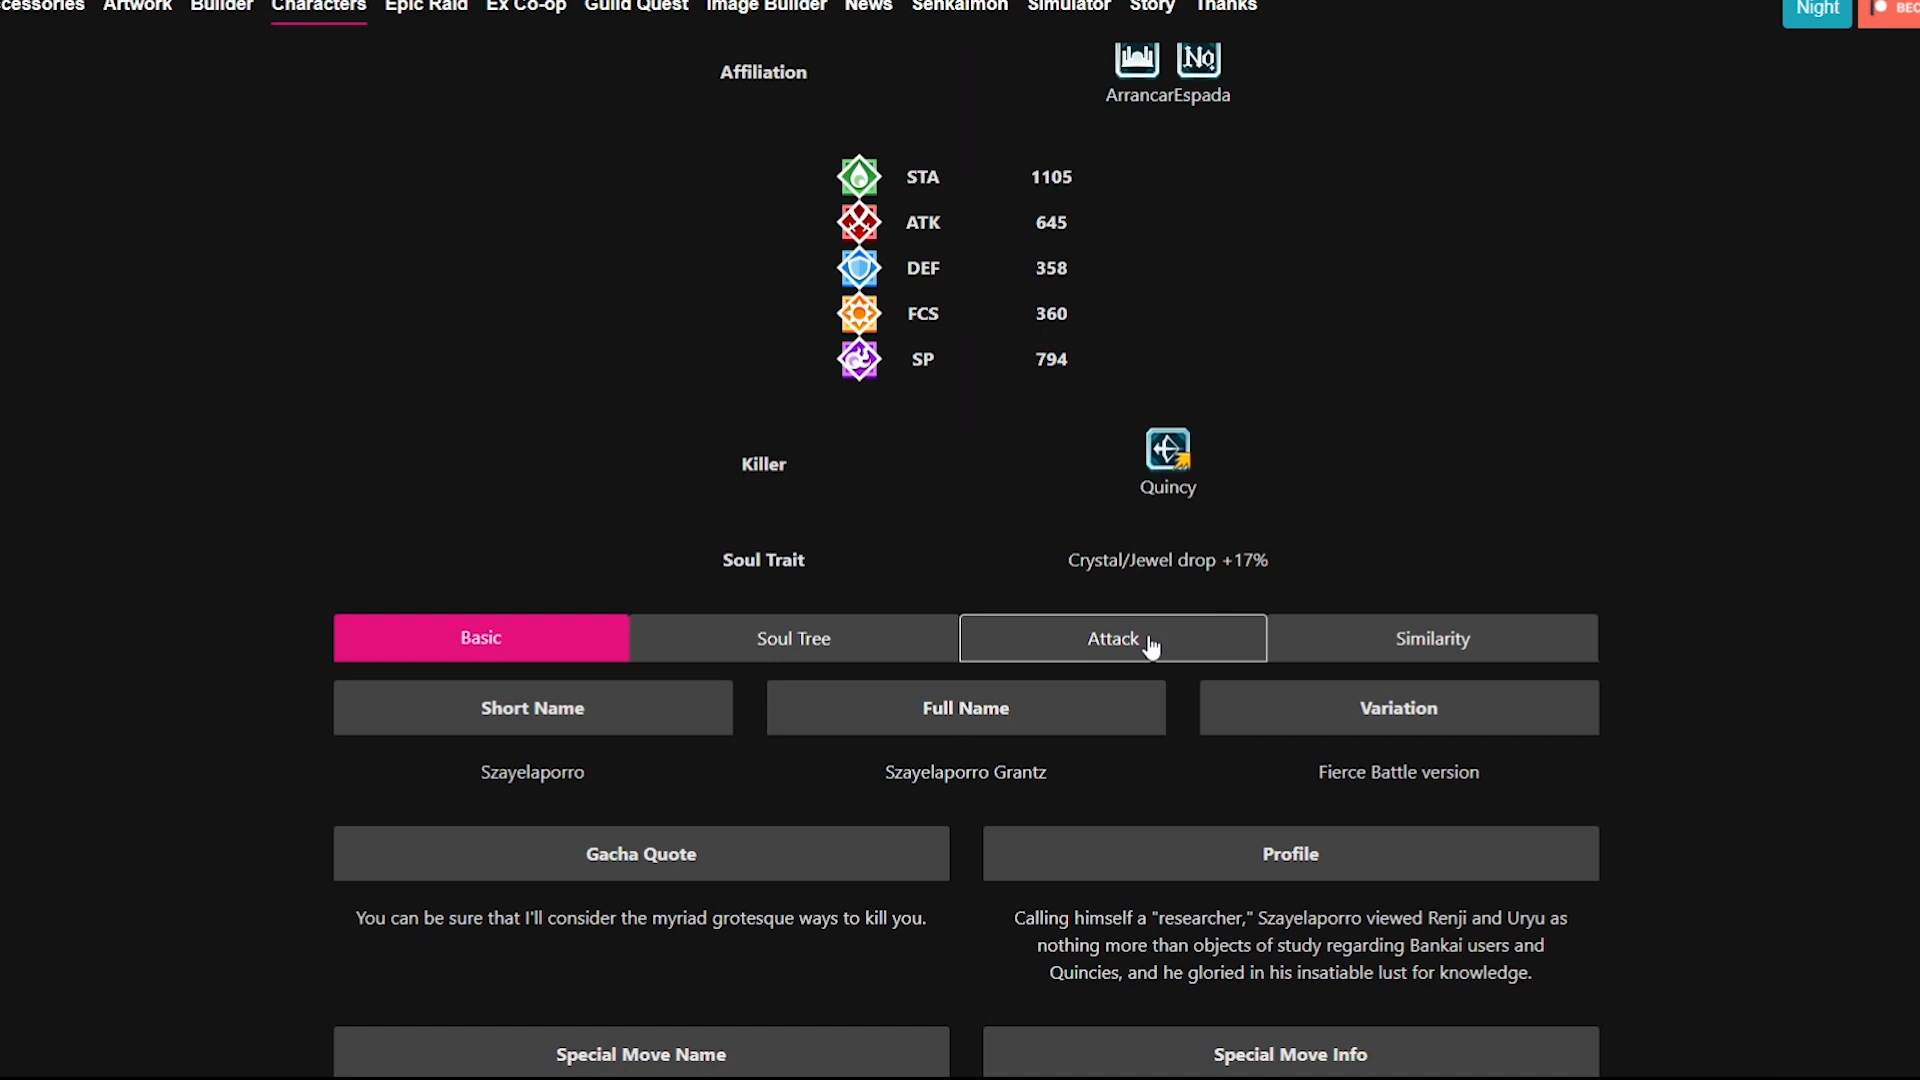 Accessories Artwork Builder Characters Epic Raid Ex Co-op Guild Quest Image Builder News Senkaimon Simulator Story Thanks Night BEC
Affiliation
No
ArrancarEspada
STA 1105
ATK 645
DEF 358
FCS 360
SP 794
Killer
Quincy
Soul Trait Crystal/Jewel drop +17%
Basic Soul Tree Attack Similarity
Short Name Full Name Variation
Szayelaporro Szayelaporro Grantz Fierce Battle version
Gacha Quote Profile
You can be sure that I'll consider the myriad grotesque ways to kill you.
Calling himself a "researcher," Szayelaporro viewed Renji and Uryu as
nothing more than objects of study regarding Bankai users and
Quincies, and he gloried in his insatiable lust for knowledge.
Special Move Name Special Move Info